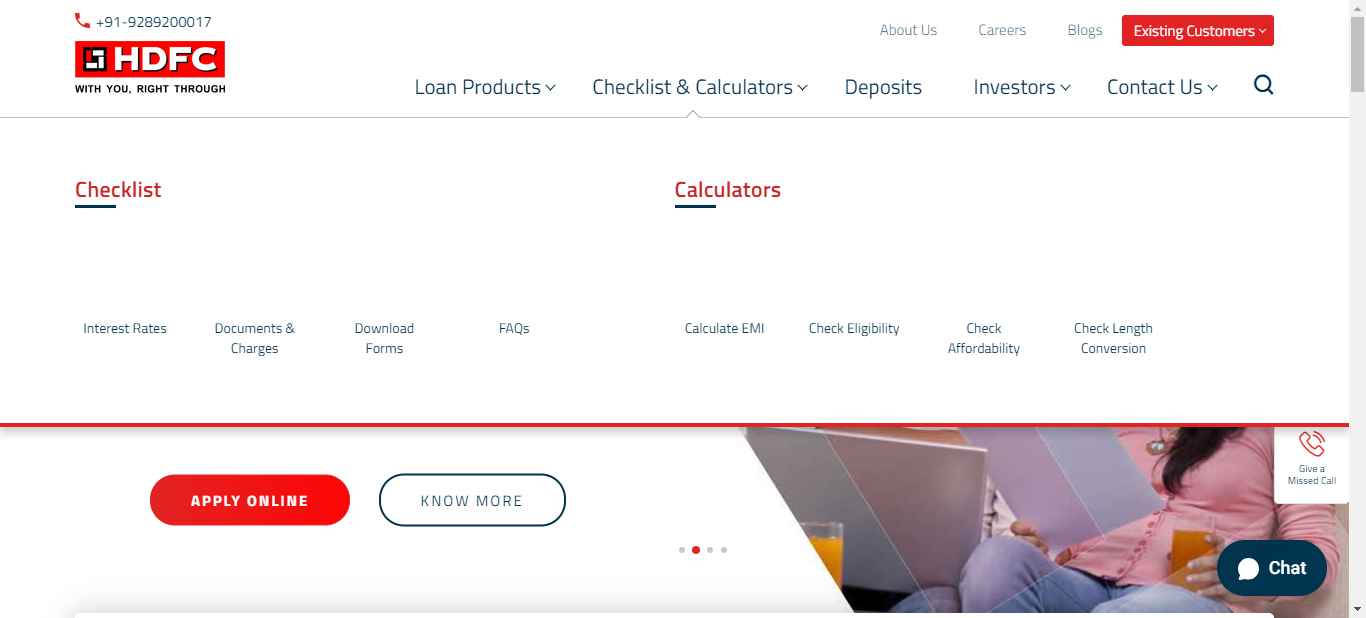 +91-9289200017
HDFC
WITH YOU, RIGHT THROUGH
About Us Careers Blogs Existing Customers
Loan Products Checklist & Calculators Deposits Investors Contact Us
Checklist
Interest Rates
Documents &
Charges
Download
Forms
FAQs
Calculators
Calculate EMI
Check Eligibility
Check
Affordability
Check Length
Conversion
Give a
Missed Call
APPLY ONLINE KNOW MORE
Chat